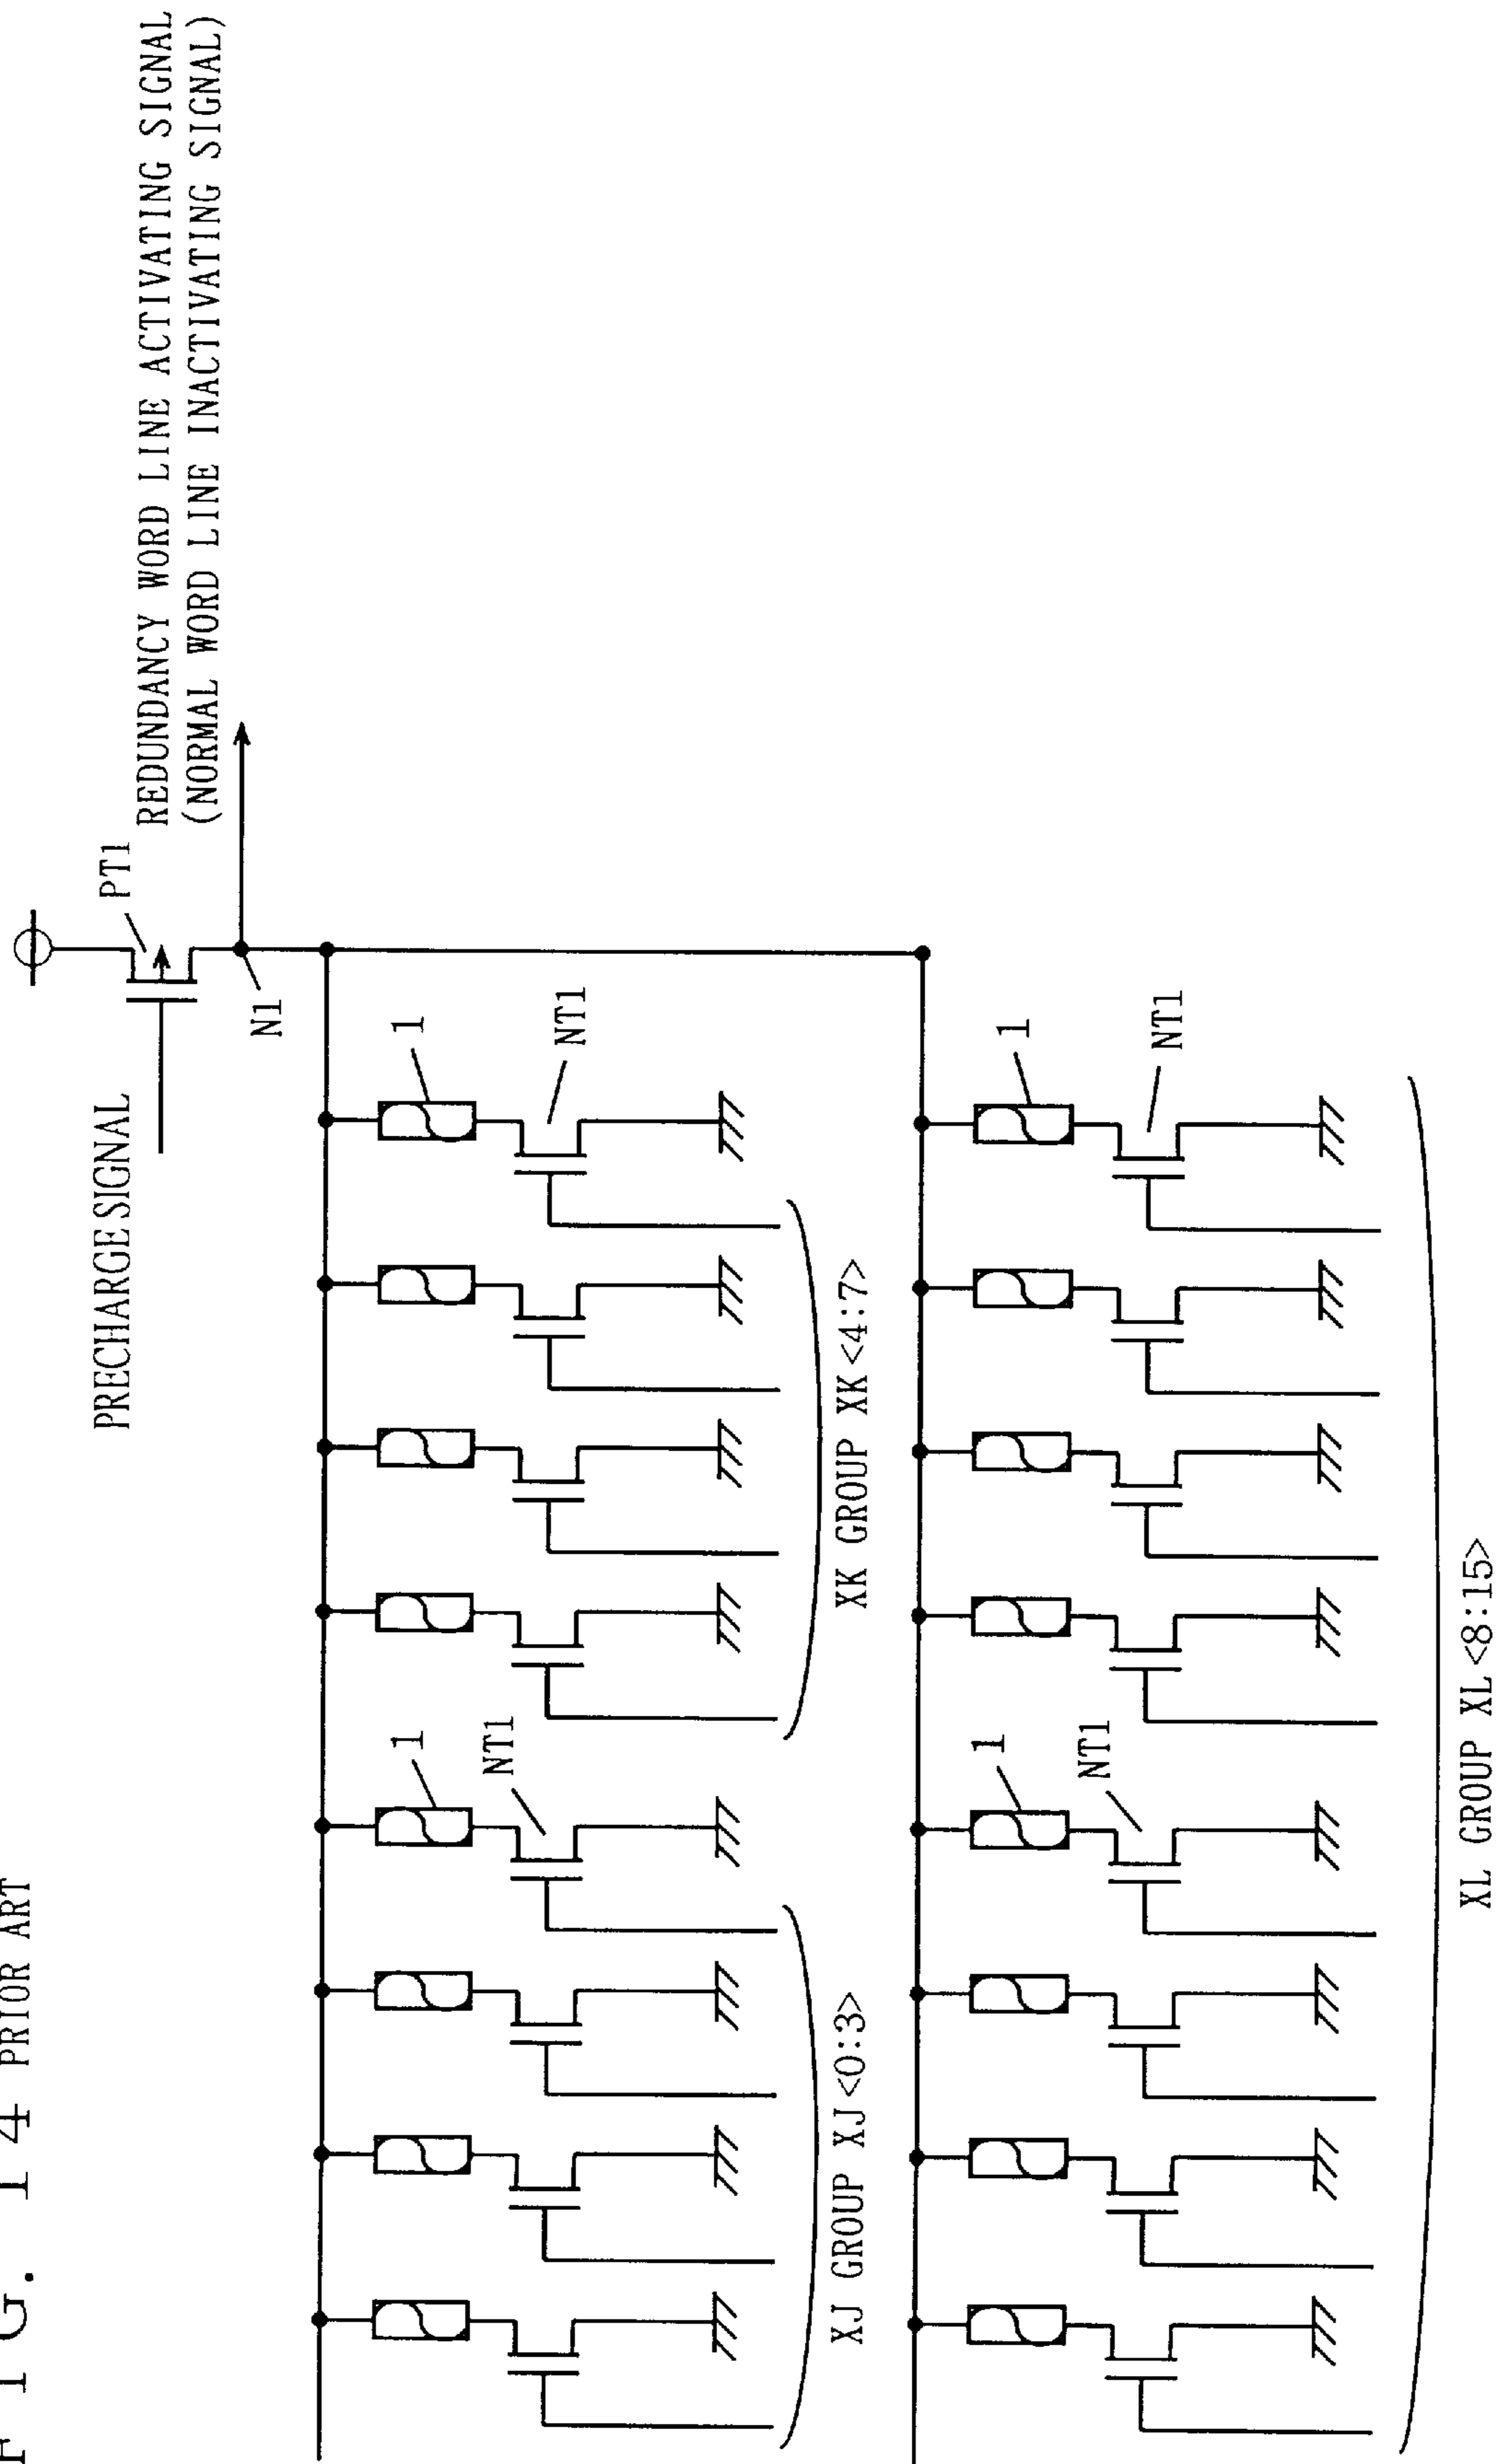 FIG. 14 PRIOR ART
PRECHARGE SIGNAL
PT1
REDUNDANCY WORD LINE ACTIVATING SIGNAL
(NORMAL WORD LINE INACTIVATING SIGNAL)
N1
1
1
NT1
NT1
XJ GROUP XJ<0:3>
XK GROUP XK<4:7>
1
1
NT1
NT1
XL GROUP XL<8:15>